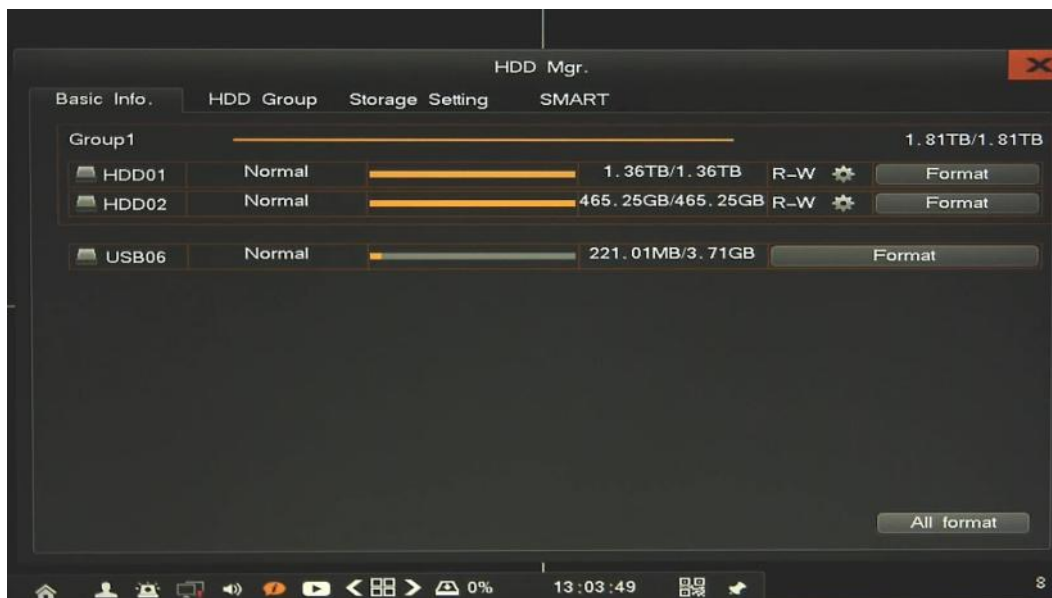 HDD Mgr.
Basic Info. HDD Group Storage Setting SMART
Group1 1.81TB/1.81TB
HDD01 Normal 1.36TB/1.36TB R-W Format
HDD02 Normal 465.25GB/465.25GB R-W Format
USB06 Normal 221.01MB/3.71GB Format
All format
0% 13:03:49 8